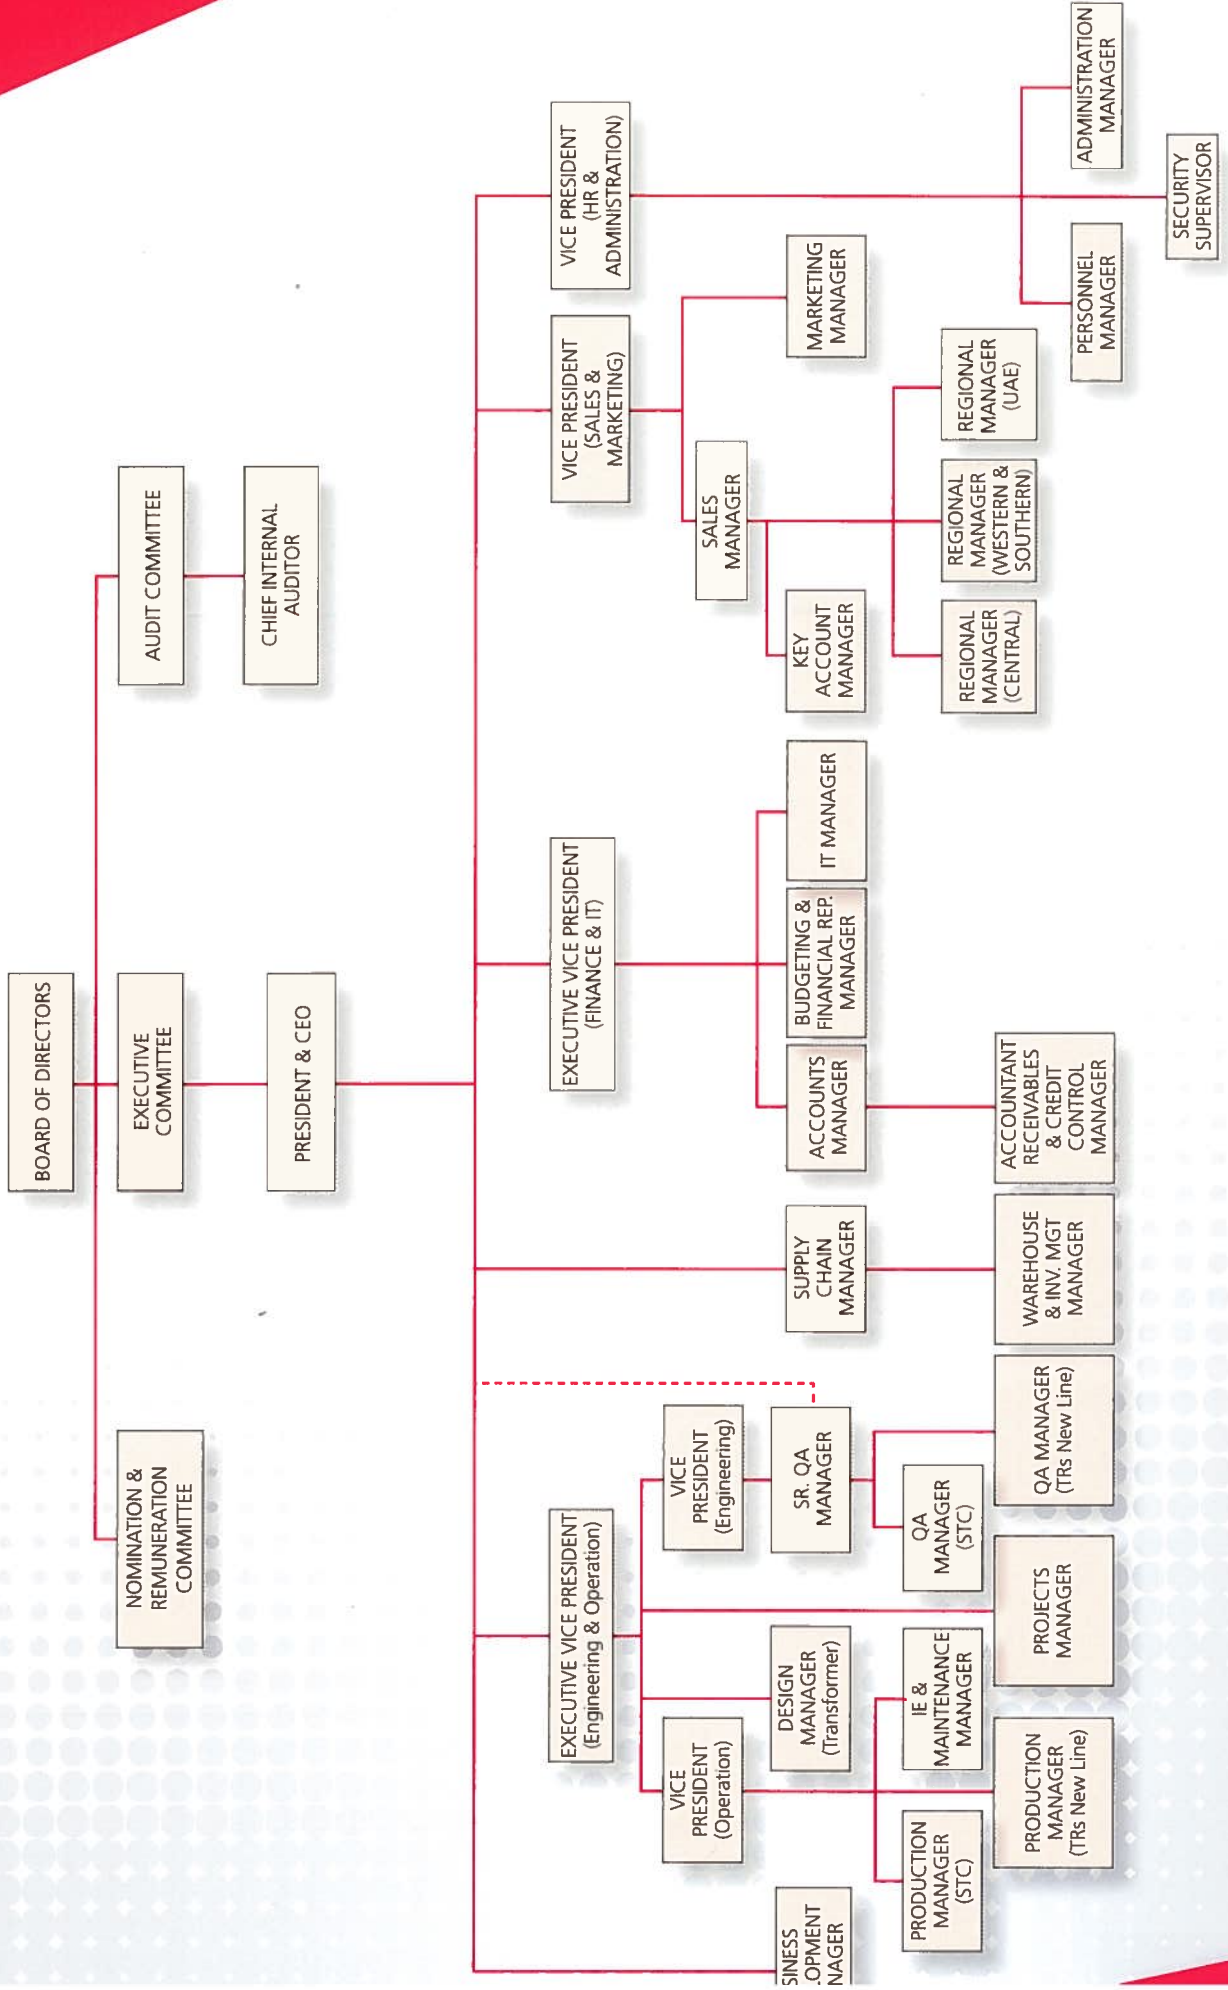 BOARD OF DIRECTORS
NOMINATION &
REMUNERATION
COMMITTEE
EXECUTIVE
COMMITTEE
AUDIT COMMITTEE
PRESIDENT & CEO
CHIEF INTERNAL
AUDITOR
EXECUTIVE VICE PRESIDENT
(Engineering & Operation)
EXECUTIVE VICE PRESIDENT
(FINANCE & IT)
VICE PRESIDENT
(SALES &
MARKETING)
VICE PRESIDENT
(HR &
ADMINISTRATION)
VICE
PRESIDENT
(Operation)
VICE
PRESIDENT
(Engineering)
SALES
MANAGER
SINESS
LOPMENT
NAGER
DESIGN
MANAGER
(Transformer)
SR. QA
MANAGER
SUPPLY
CHAIN
MANAGER
ACCOUNTS
MANAGER
BUDGETING &
FINANCIAL REP.
MANAGER
IT MANAGER
KEY
ACCOUNT
MANAGER
MARKETING
MANAGER
PRODUCTION
MANAGER
(STC)
IE &
MAINTENANCE
MANAGER
QA
MANAGER
(STC)
REGIONAL
MANAGER
(CENTRAL)
REGIONAL
MANAGER
(WESTERN &
SOUTHERN)
REGIONAL
MANAGER
(UAE)
PRODUCTION
MANAGER
(TRs New Line)
PROJECTS
MANAGER
QA MANAGER
(TRs New Line)
WAREHOUSE
& INV. MGT
MANAGER
ACCOUNTANT
RECEIVABLES
& CREDIT
CONTROL
MANAGER
PERSONNEL
MANAGER
ADMINISTRATION
MANAGER
SECURITY
SUPERVISOR